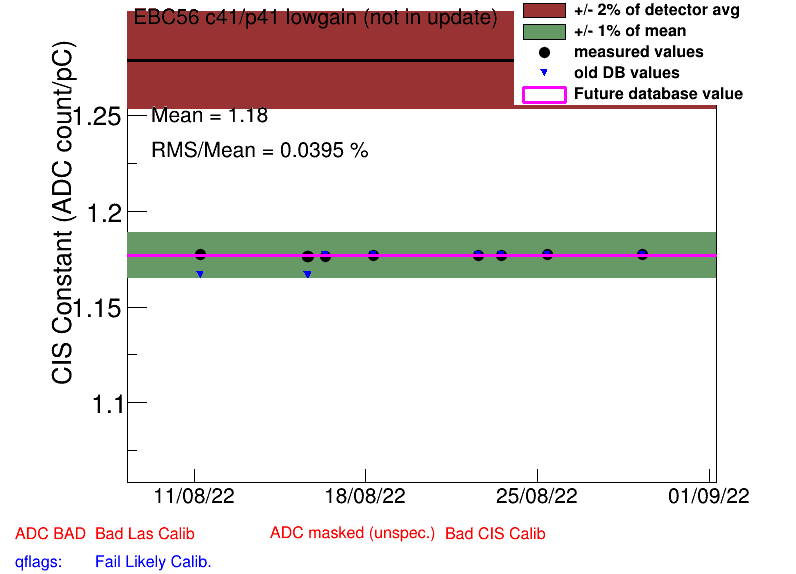 EBC56 c41/p41 lowgain (not in update)
+/- 2% of detector avg
+/- 1% of mean
measured values
old DB values
Future database value
Mean = 1.18
RMS/Mean = 0.0395 %
CIS Constant (ADC count/pC)
1.25
1.2
1.15
1.1
11/08/22 18/08/22 25/08/22 01/09/22
ADC BAD Bad Las Calib ADC masked (unspec.) Bad CIS Calib
qflags: Fail Likely Calib.